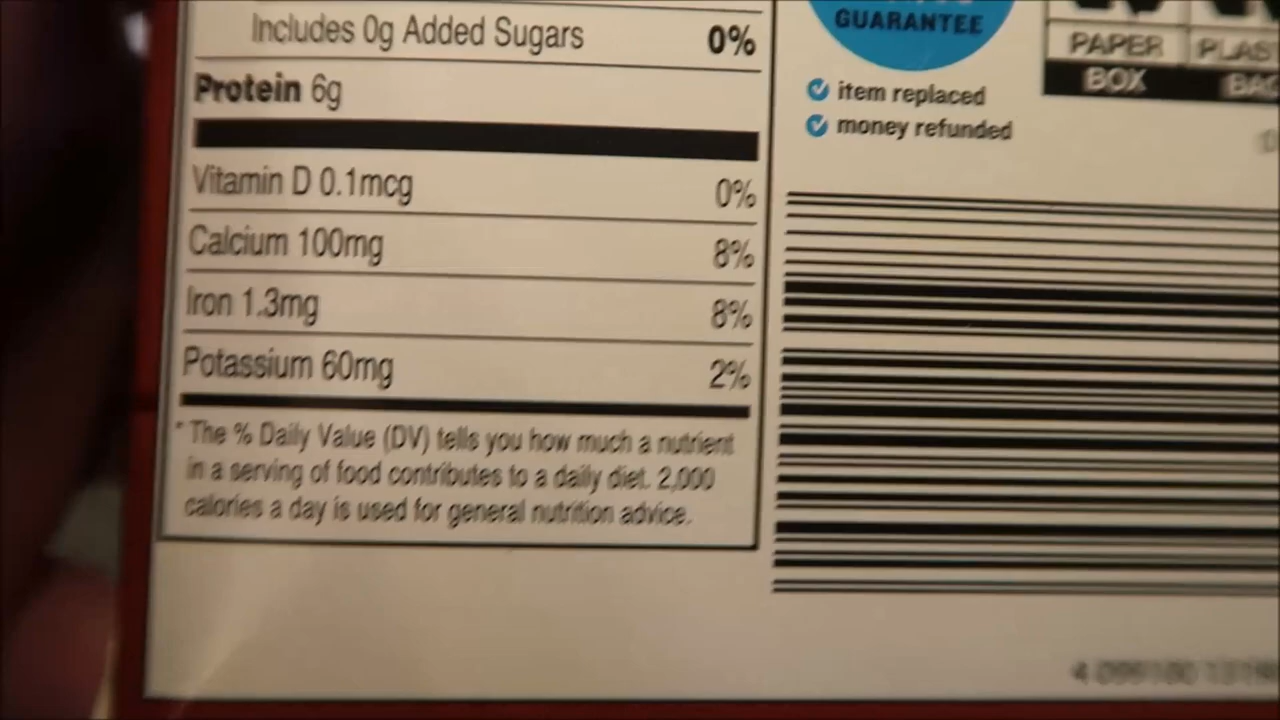 Includes 0g Added Sugars 0%
Protein 6g
Vitamin D 0.1mcg 0%
Calcium 100mg 8%
Iron 1.3mg 8%
Potassium 60mg 2%
* The % Daily Value (DV) tells you how much a nutrient
in a serving of food contributes to a daily diet. 2,000
calories a day is used for general nutrition advice.
GUARANTEE
item replaced
money refunded
PAPER
BOX